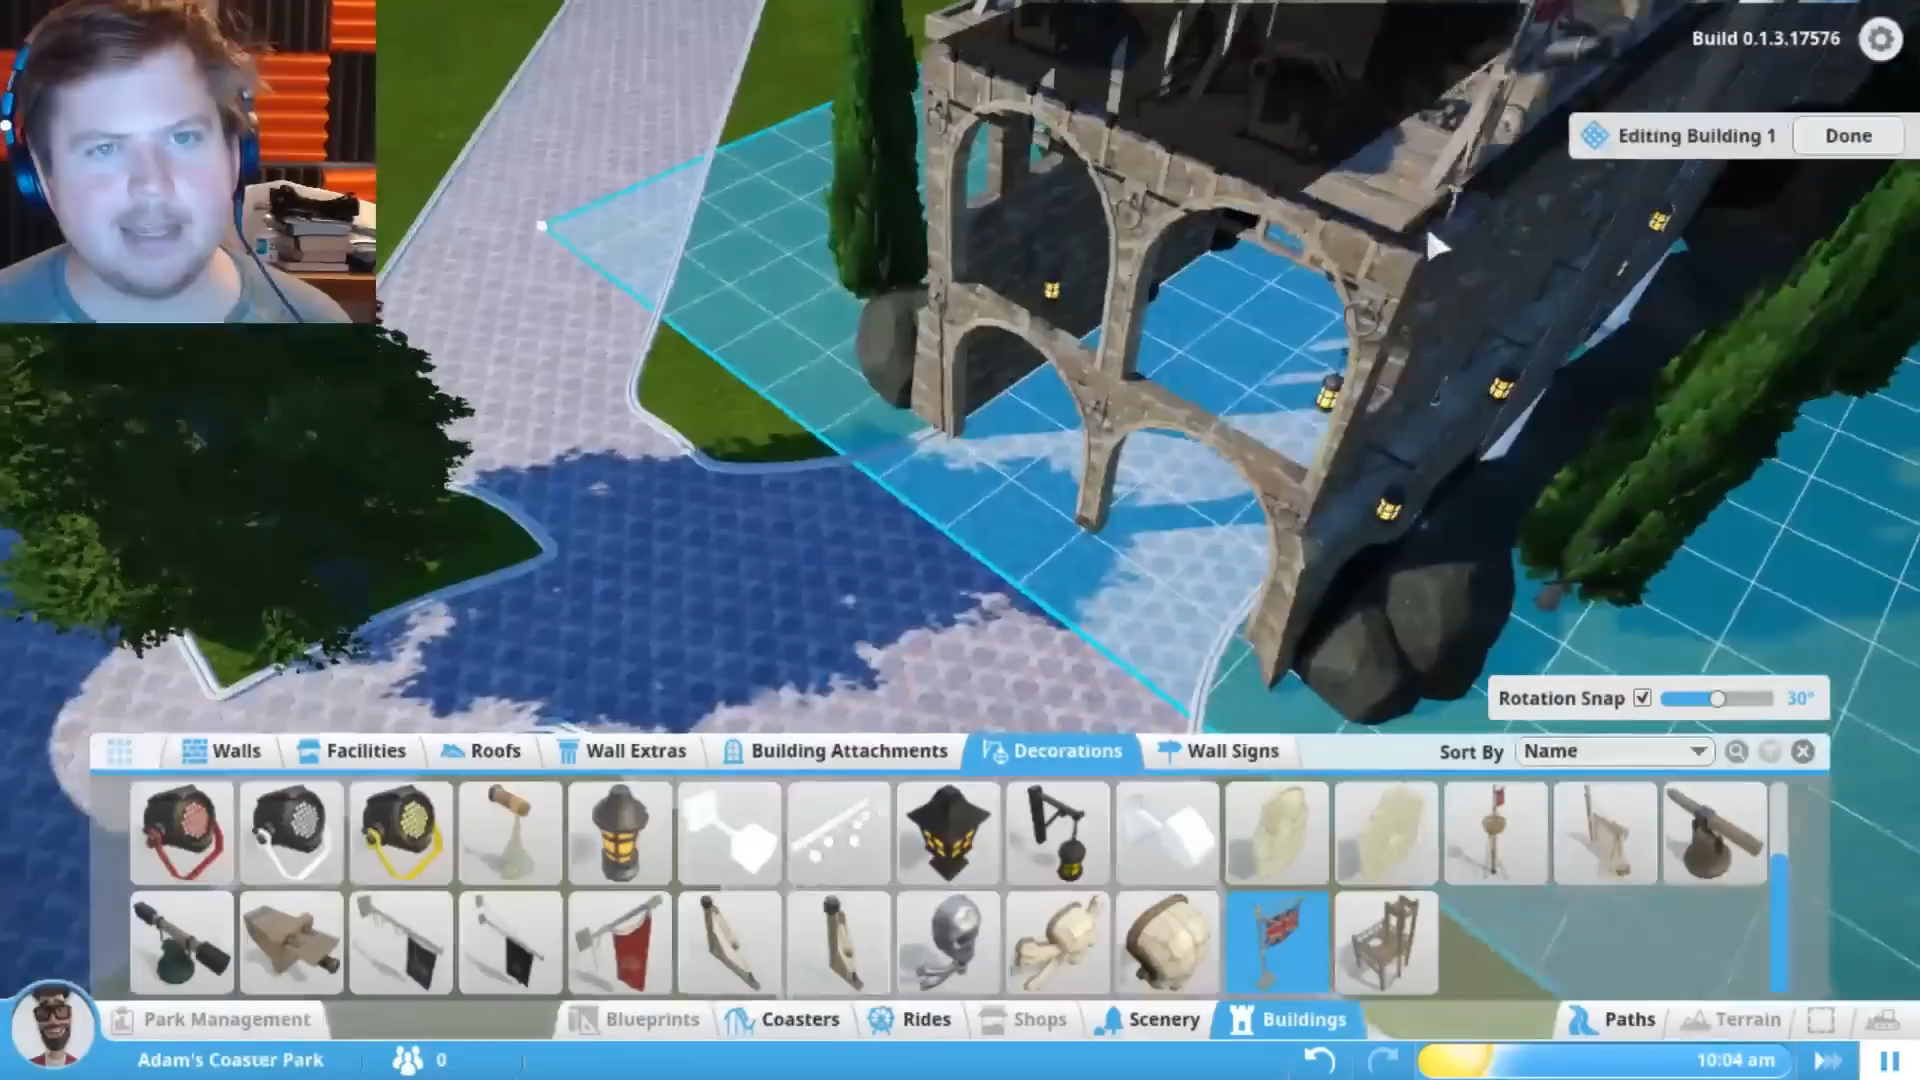 Build 0.1.3.17576
Editing Building 1 Done
Rotation Snap 30°
Walls Facilities Roofs Wall Extras Building Attachments Decorations Wall Signs Sort By Name
Park Management Blueprints Coasters Rides Shops Scenery Buildings Paths Terrain
Adam's Coaster Park 0 10:04 am